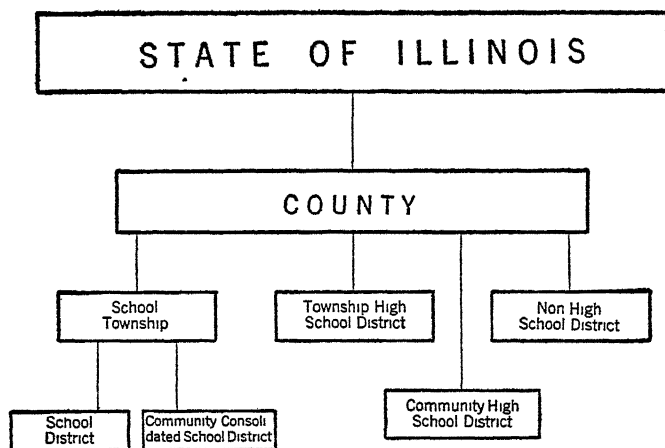 STATE OF ILLINOIS
COUNTY
School
Township
Township High
School District
Non High
School District
Community High
School District
School
District
Community Consoli
dated School District